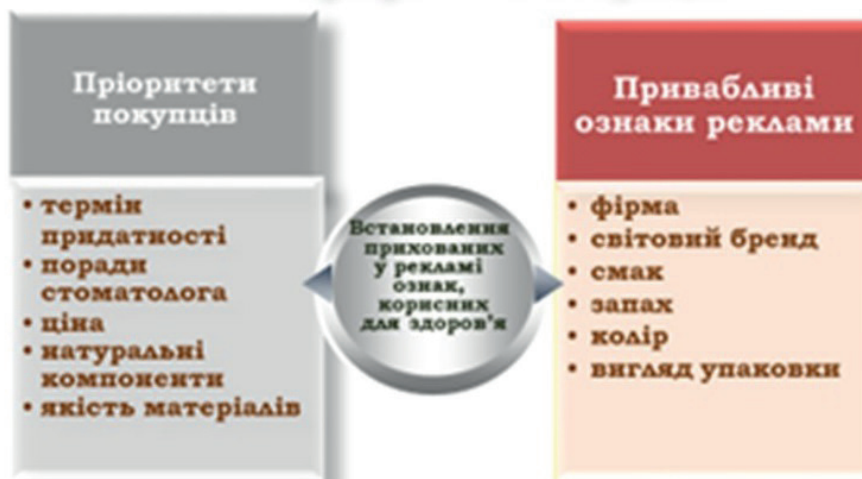 Пріоритети
покупців
• термін
придатності
• поради
стоматолога
• ціна
• натуральні
компоненти
• якість матеріалів
Встановлення
прихованих
у рекламі
ознак,
корисних
для здоров'я
Привабливі
ознаки реклами
• фірма
• світовий бренд
• смак
• запах
• колір
• вигляд упаковки